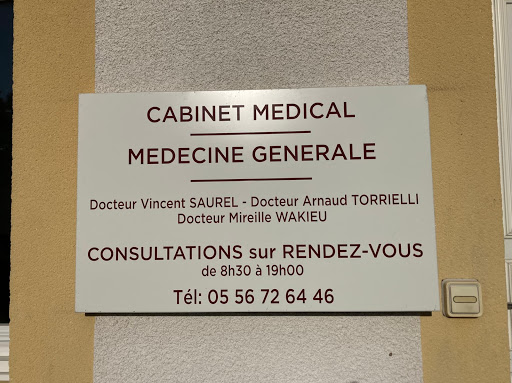 CABINET MEDICAL
MEDECINE GENERALE
Docteur Vincent SAUREL - Docteur Arnaud TORRIELLI
Docteur Mireille WAKIEU
CONSULTATIONS sur RENDEZ-VOUS
de 8h30 à 19h00
Tél: 05 56 72 64 46